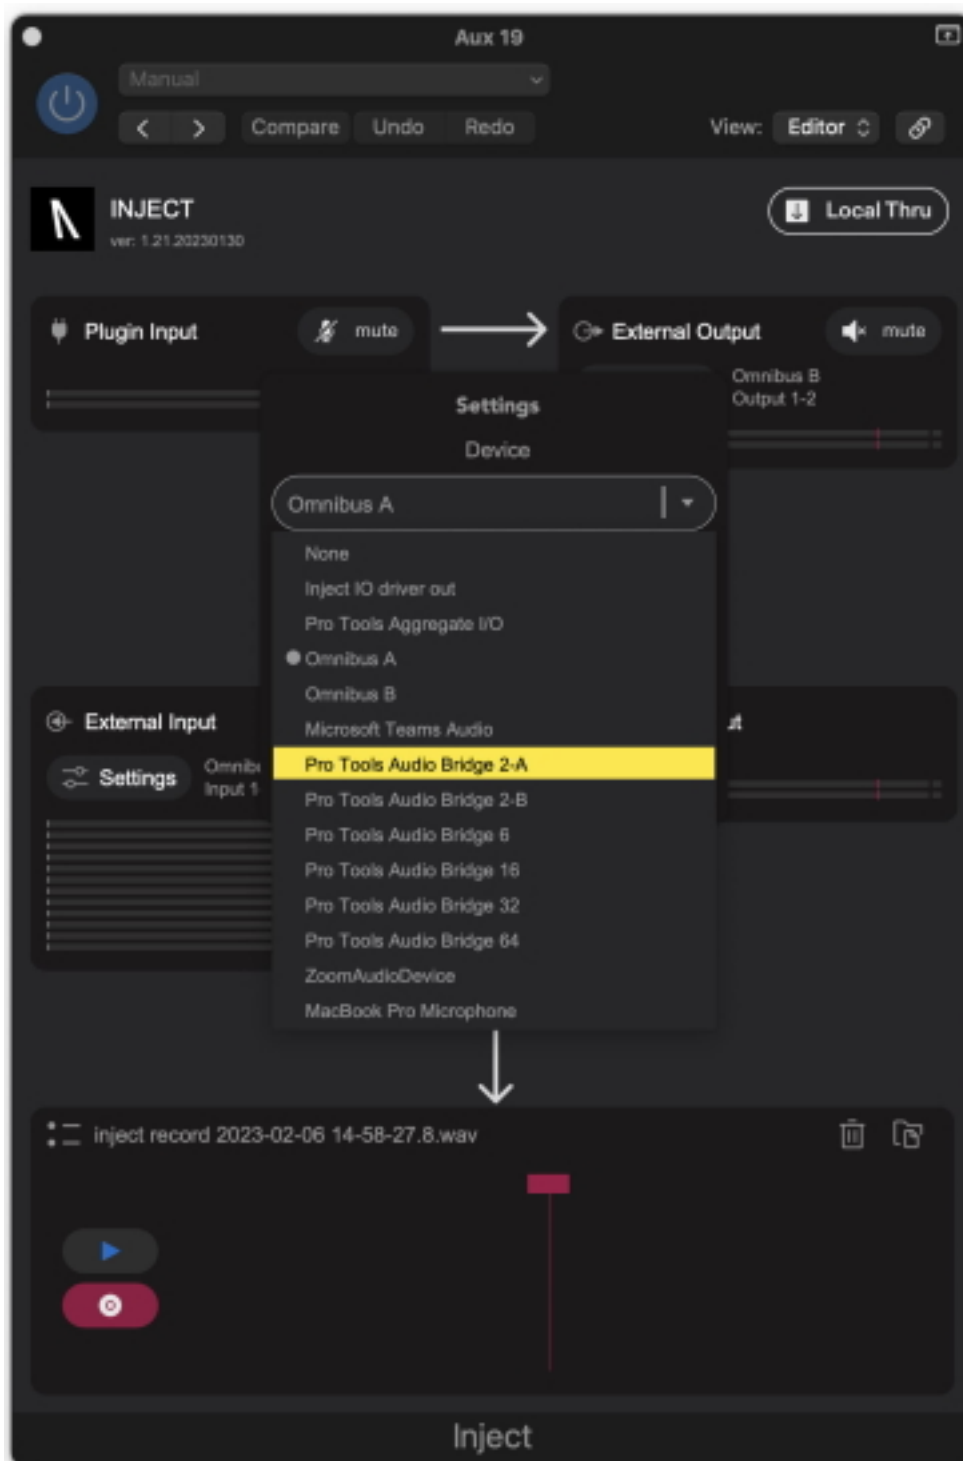 Aux 19
Manual
Compare Undo Redo View: Editor
INJECT
ver: 1.21.20230130
Local Thru
Plugin Input mute
External Output mute
Omnibus B
Output 1-2
Settings
Device
Omnibus A
None
Inject IO driver out
Pro Tools Aggregate I/O
Omnibus A
Omnibus B
Microsoft Teams Audio
Pro Tools Audio Bridge 2-A
Pro Tools Audio Bridge 2-B
Pro Tools Audio Bridge 6
Pro Tools Audio Bridge 16
Pro Tools Audio Bridge 32
Pro Tools Audio Bridge 64
ZoomAudioDevice
MacBook Pro Microphone
External Input
Settings
Input
inject record 2023-02-06 14-58-27.8.wav
Inject